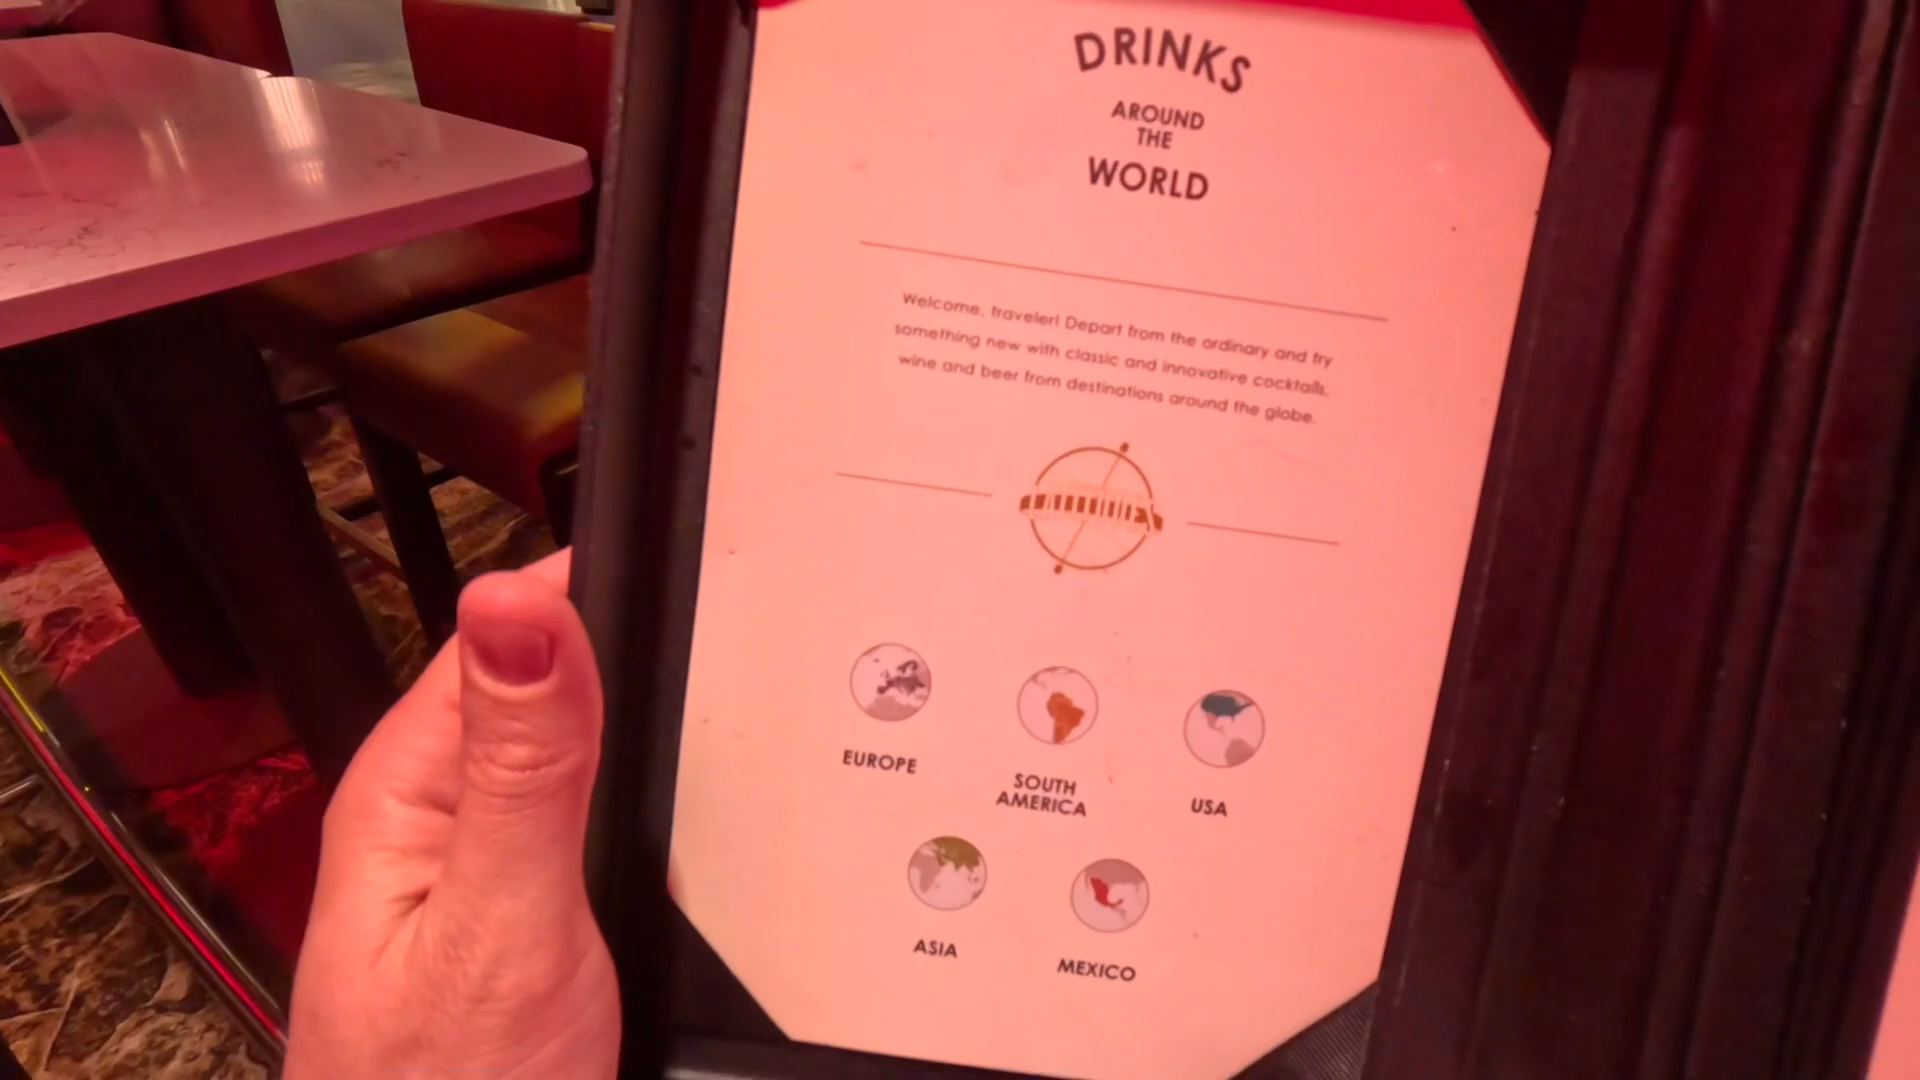 DRINKS
AROUND
THE
WORLD
Welcome, traveler! Depart from the ordinary and try
something new with classic and innovative cocktails,
wine and beer from destinations around the globe.
EUROPE
SOUTH
AMERICA
USA
ASIA
MEXICO